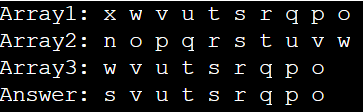 Array1: x w v u t s r q p o
Array2: n o p q r s t u v w
Array3: w v u t s r q p o
Answer: s v u t s r q p o